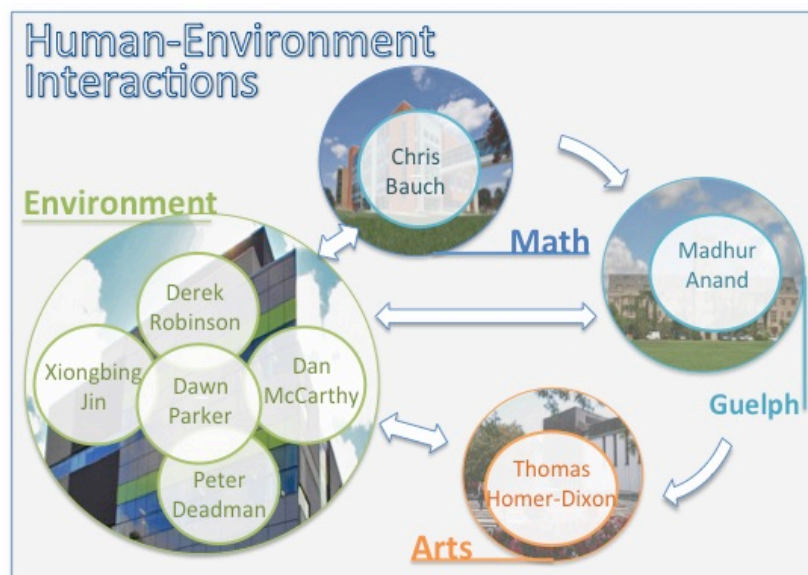 Human-Environment
Interactions
Chris
Bauch
Environment
Math
Madhur
Anand
Derek
Robinson
Xiongbing
Jin
Dawn
Parker
Dan
McCarthy
Peter
Deadman
Guelph
Thomas
Homer-Dixon
Arts